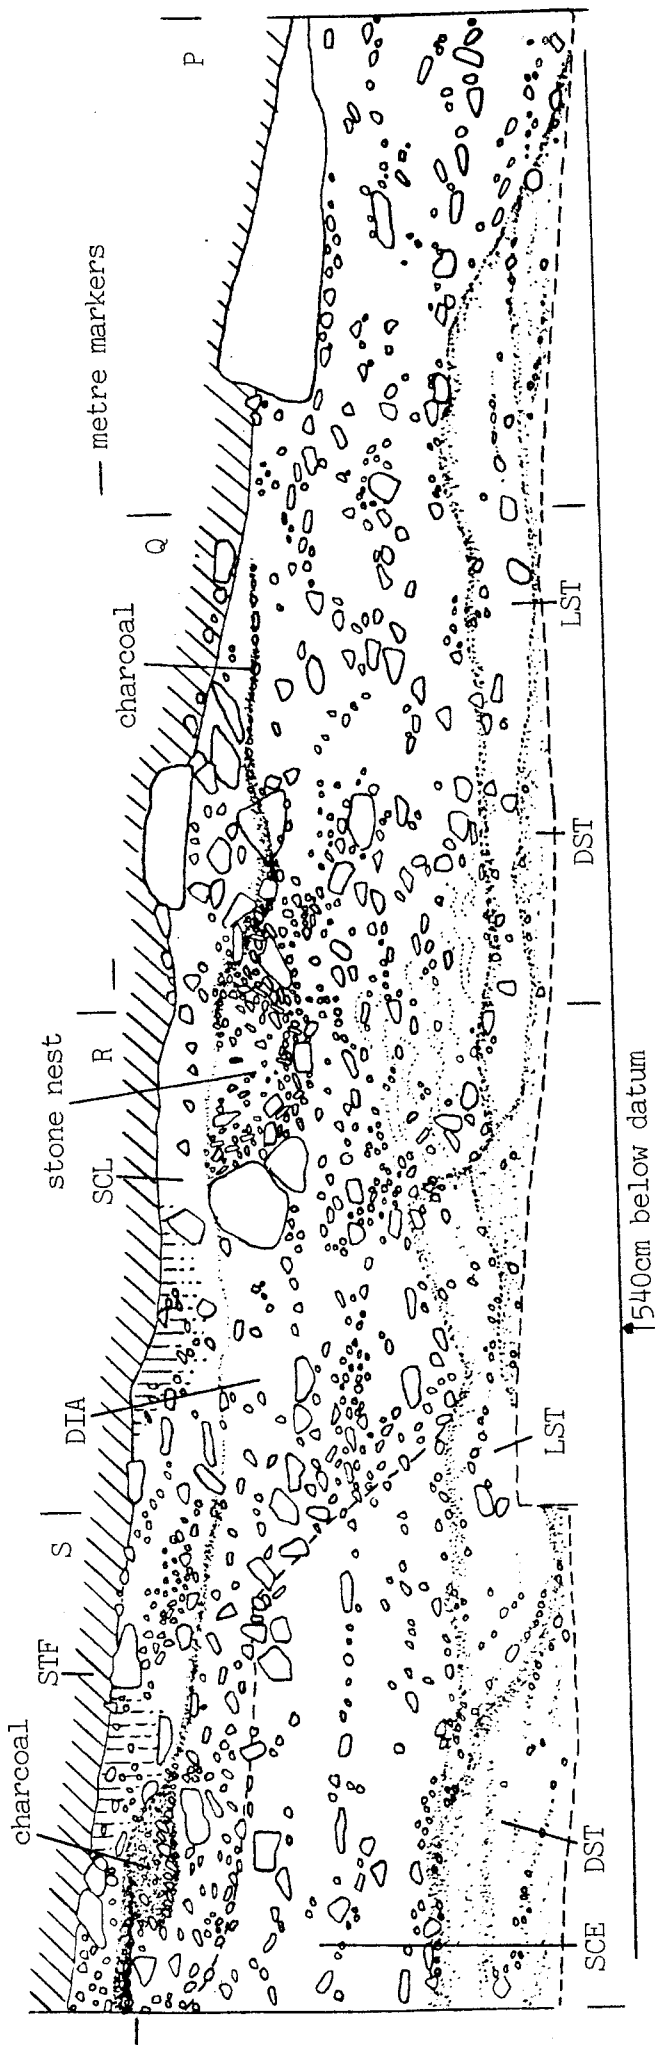 charcoal
STF
S
DIA
SCL
stone nest
R
charcoal
Q
— metre markers
P
SCE
DST
LST
540cm below datum
DST
LST